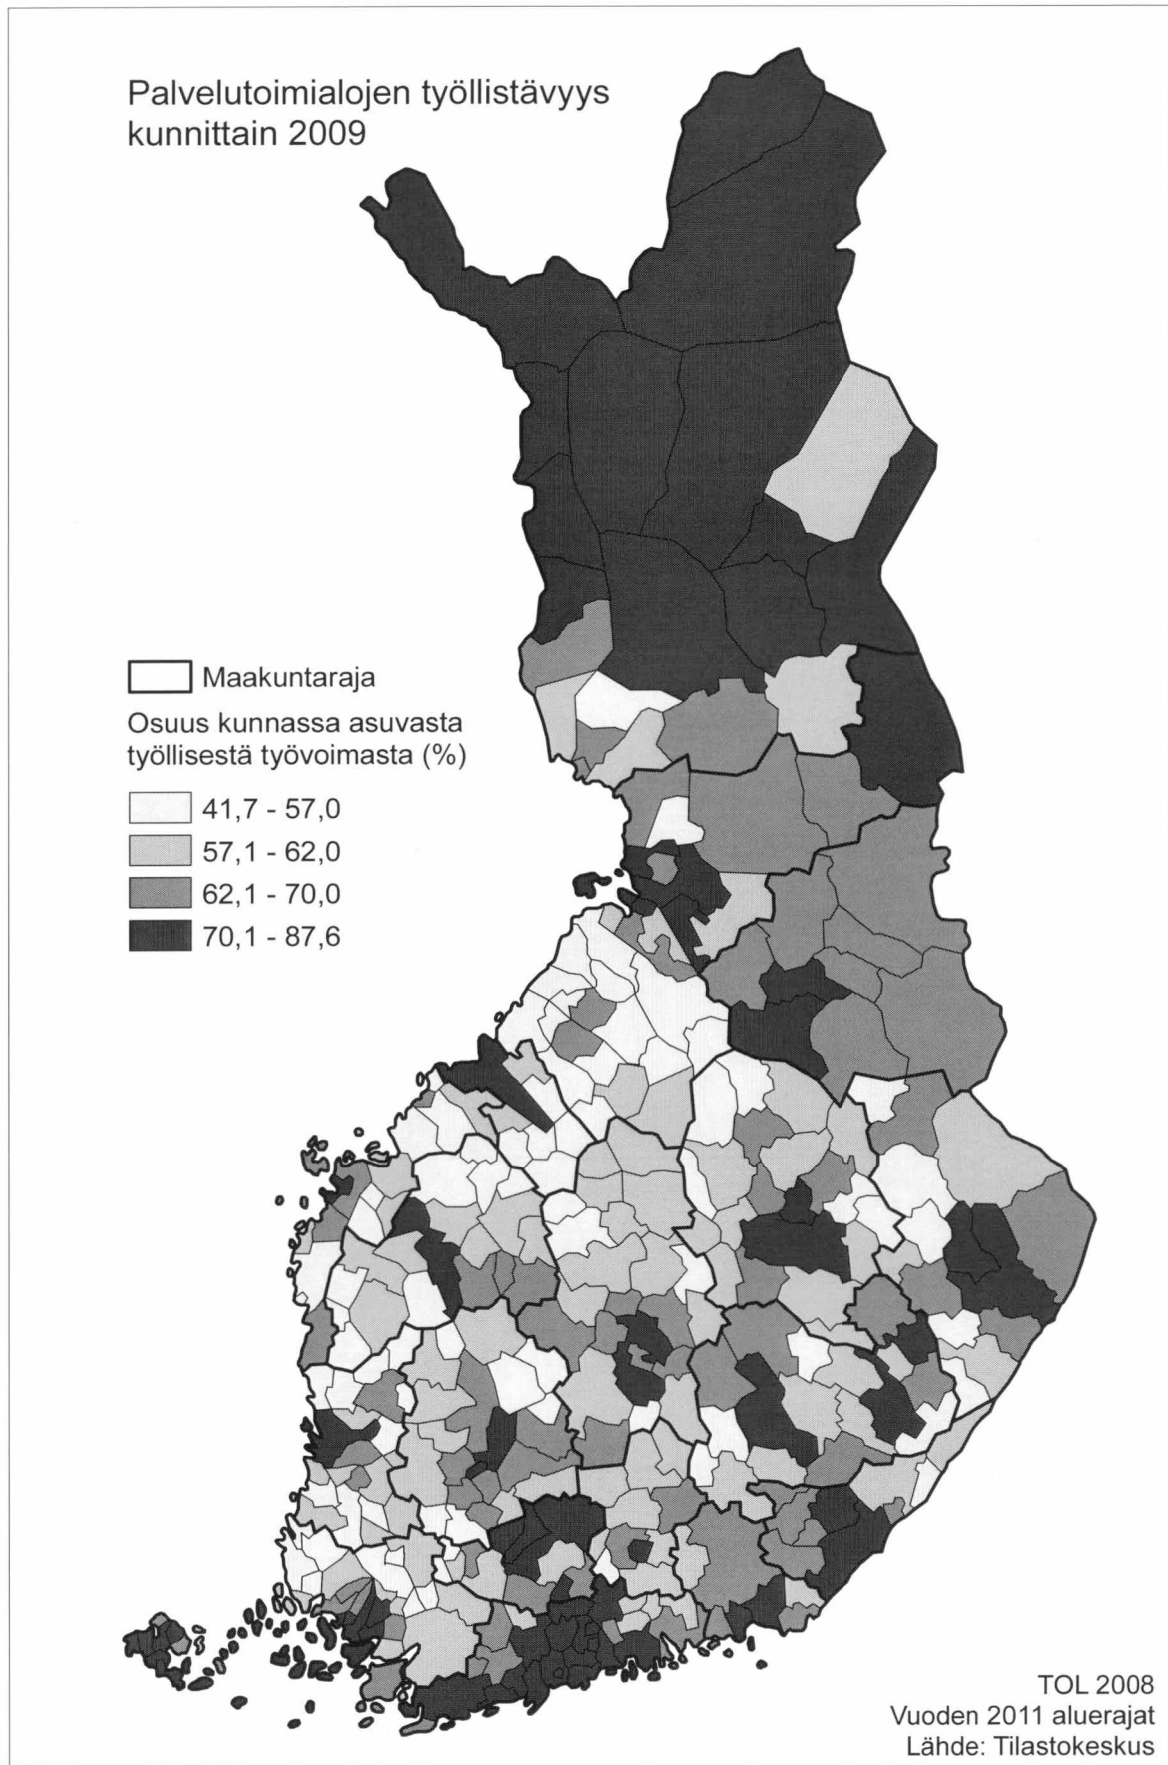 Palvelutoimialojen työllistävyys
kunnittain 2009
Maakuntaraja
Osuus kunnassa asuvasta
työllisestä työvoimasta (%)
41,7 - 57,0
57,1 - 62,0
62,1 - 70,0
70,1 - 87,6
TOL 2008
Vuoden 2011 aluerajat
Lähde: Tilastokeskus